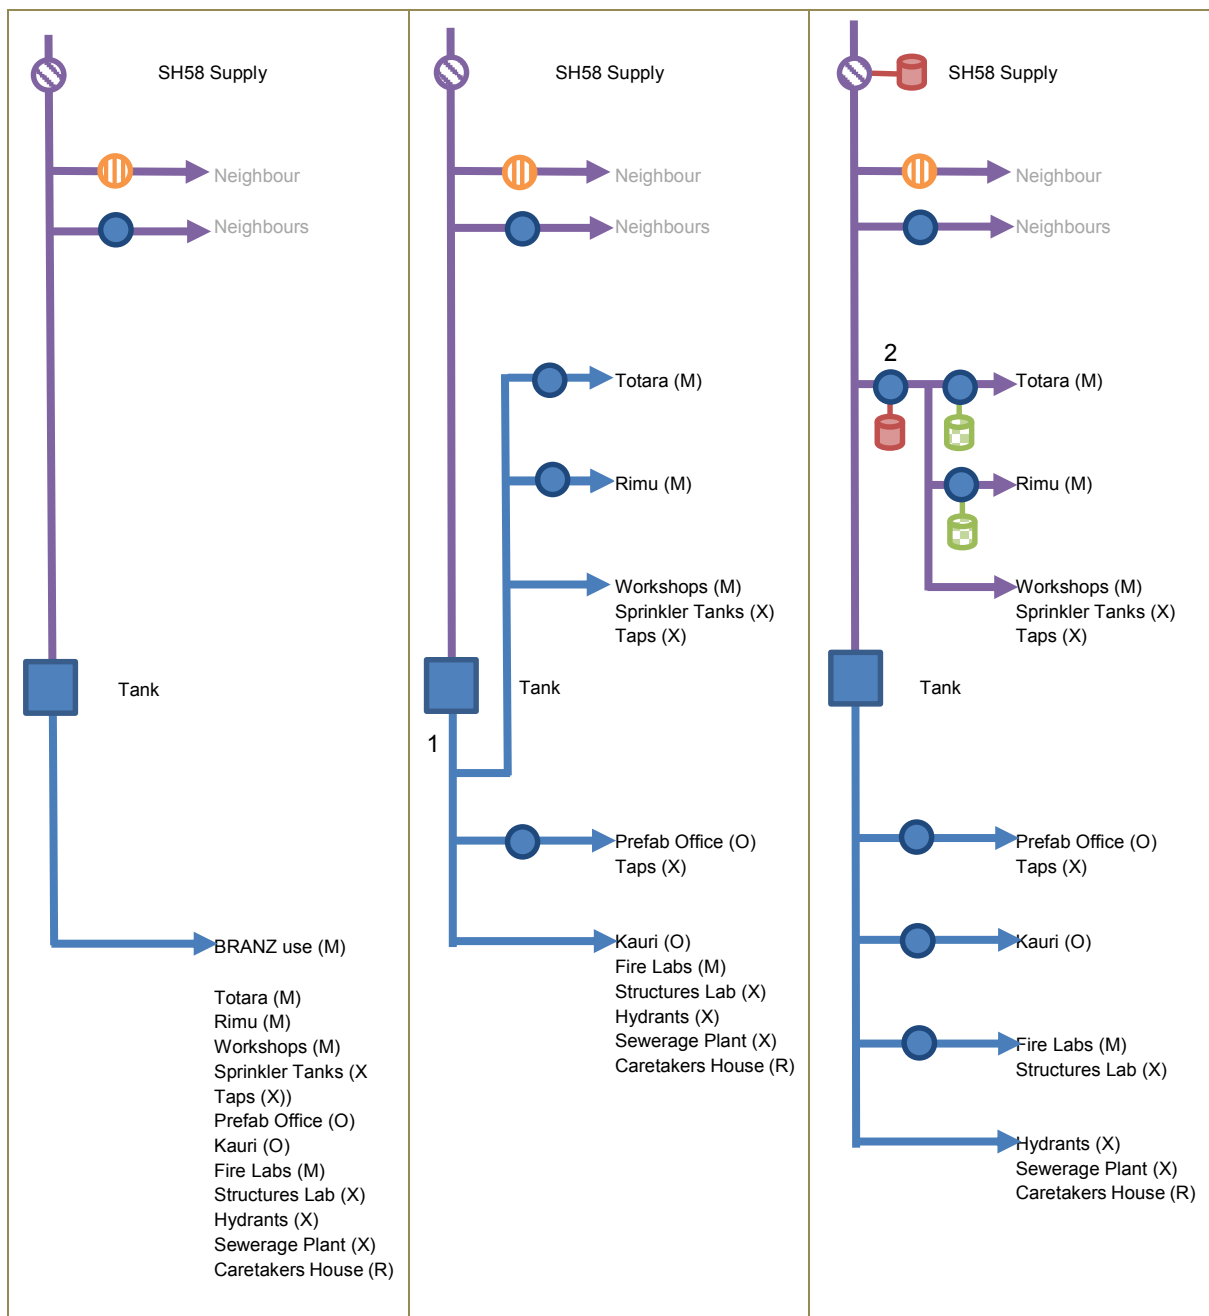 SH58 Supply
Neighbour
Neighbours
Tank
BRANZ use (M)
Totara (M)
Rimu (M)
Workshops (M)
Sprinkler Tanks (X
Taps (X))
Prefab Office (O)
Kauri (O)
Fire Labs (M)
Structures Lab (X)
Hydrants (X)
Sewerage Plant (X)
Caretakers House (R)
SH58 Supply
Neighbour
Neighbours
Totara (M)
Rimu (M)
Workshops (M)
Sprinkler Tanks (X)
Taps (X)
Tank
1
Prefab Office (O)
Taps (X)
Kauri (O)
Fire Labs (M)
Structures Lab (X)
Hydrants (X)
Sewerage Plant (X)
Caretakers House (R)
SH58 Supply
Neighbour
Neighbours
2
Totara (M)
Rimu (M)
Workshops (M)
Sprinkler Tanks (X)
Taps (X)
Tank
Prefab Office (O)
Taps (X)
Kauri (O)
Fire Labs (M)
Structures Lab (X)
Hydrants (X)
Sewerage Plant (X)
Caretakers House (R)